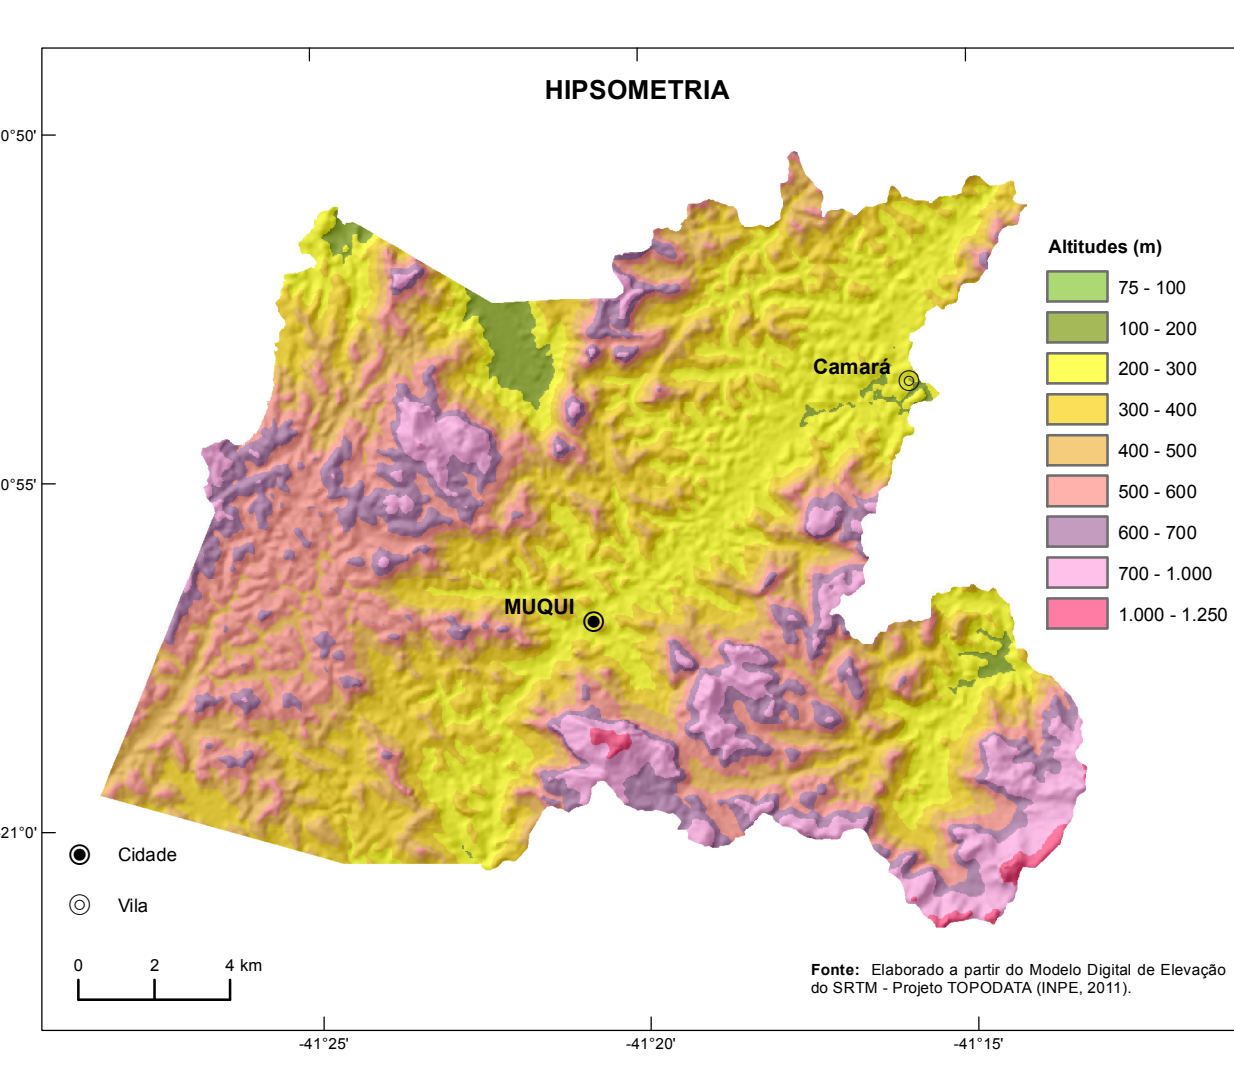 HIPSOMETRIA
0°50'
Altitudes (m)
75 - 100
100 - 200
200 - 300
300 - 400
400 - 500
500 - 600
600 - 700
700 - 1.000
1.000 - 1.250
Camará
0°55'
MUQUI
21°0'
Cidade
Vila
0 2 4 km
Fonte: Elaborado a partir do Modelo Digital de Elevação
do SRTM - Projeto TOPODATA (INPE, 2011).
-41°25' -41°20' -41°15'